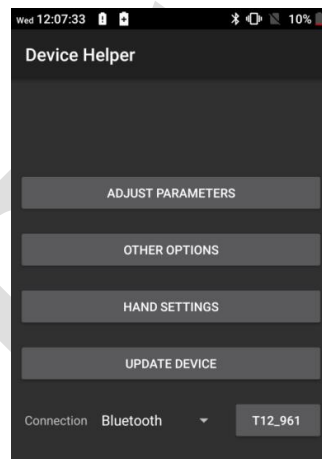 Wed 12:07:33 10%
Device Helper
ADJUST PARAMETERS
OTHER OPTIONS
HAND SETTINGS
UPDATE DEVICE
Connection Bluetooth T12_961